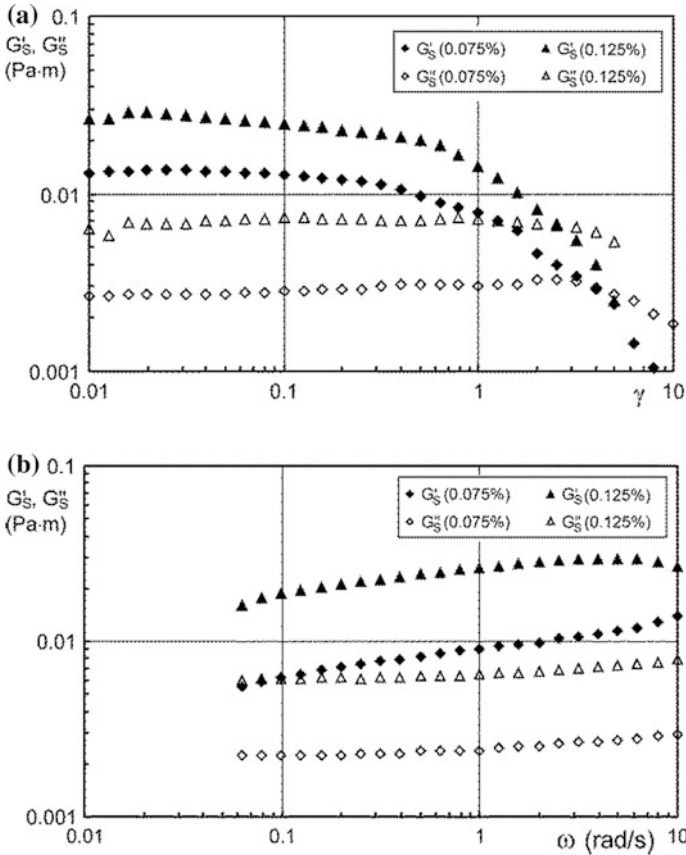 (a)
0.1
G'S, G''S
(Pa·m)
◆ G'S (0.075%) ▲ G'S (0.125%)
◇ G''S (0.075%) △ G''S (0.125%)
0.01
0.001
0.01 0.1 1 γ 10
(b)
0.1
G'S, G''S
(Pa·m)
◆ G'S (0.075%) ▲ G'S (0.125%)
◇ G''S (0.075%) △ G''S (0.125%)
0.01
0.001
0.01 0.1 1 ω (rad/s) 10